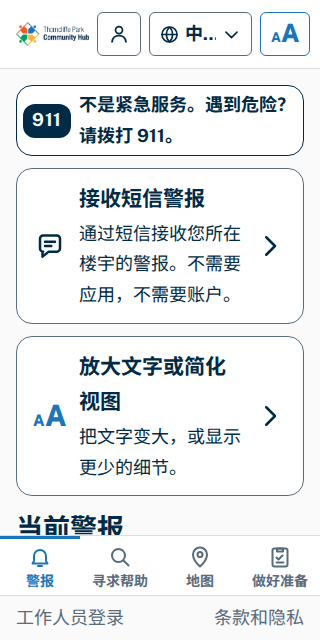 Thorncliffe Park
Community Hub
中...
AA
911
不是紧急服务。遇到危险？
请拨打 911。
接收短信警报
通过短信接收您所在
楼宇的警报。不需要
应用，不需要账户。
AA
放大文字或简化
视图
把文字变大，或显示
更少的细节。
当前警报
警报
寻求帮助
地图
做好准备
工作人员登录
条款和隐私